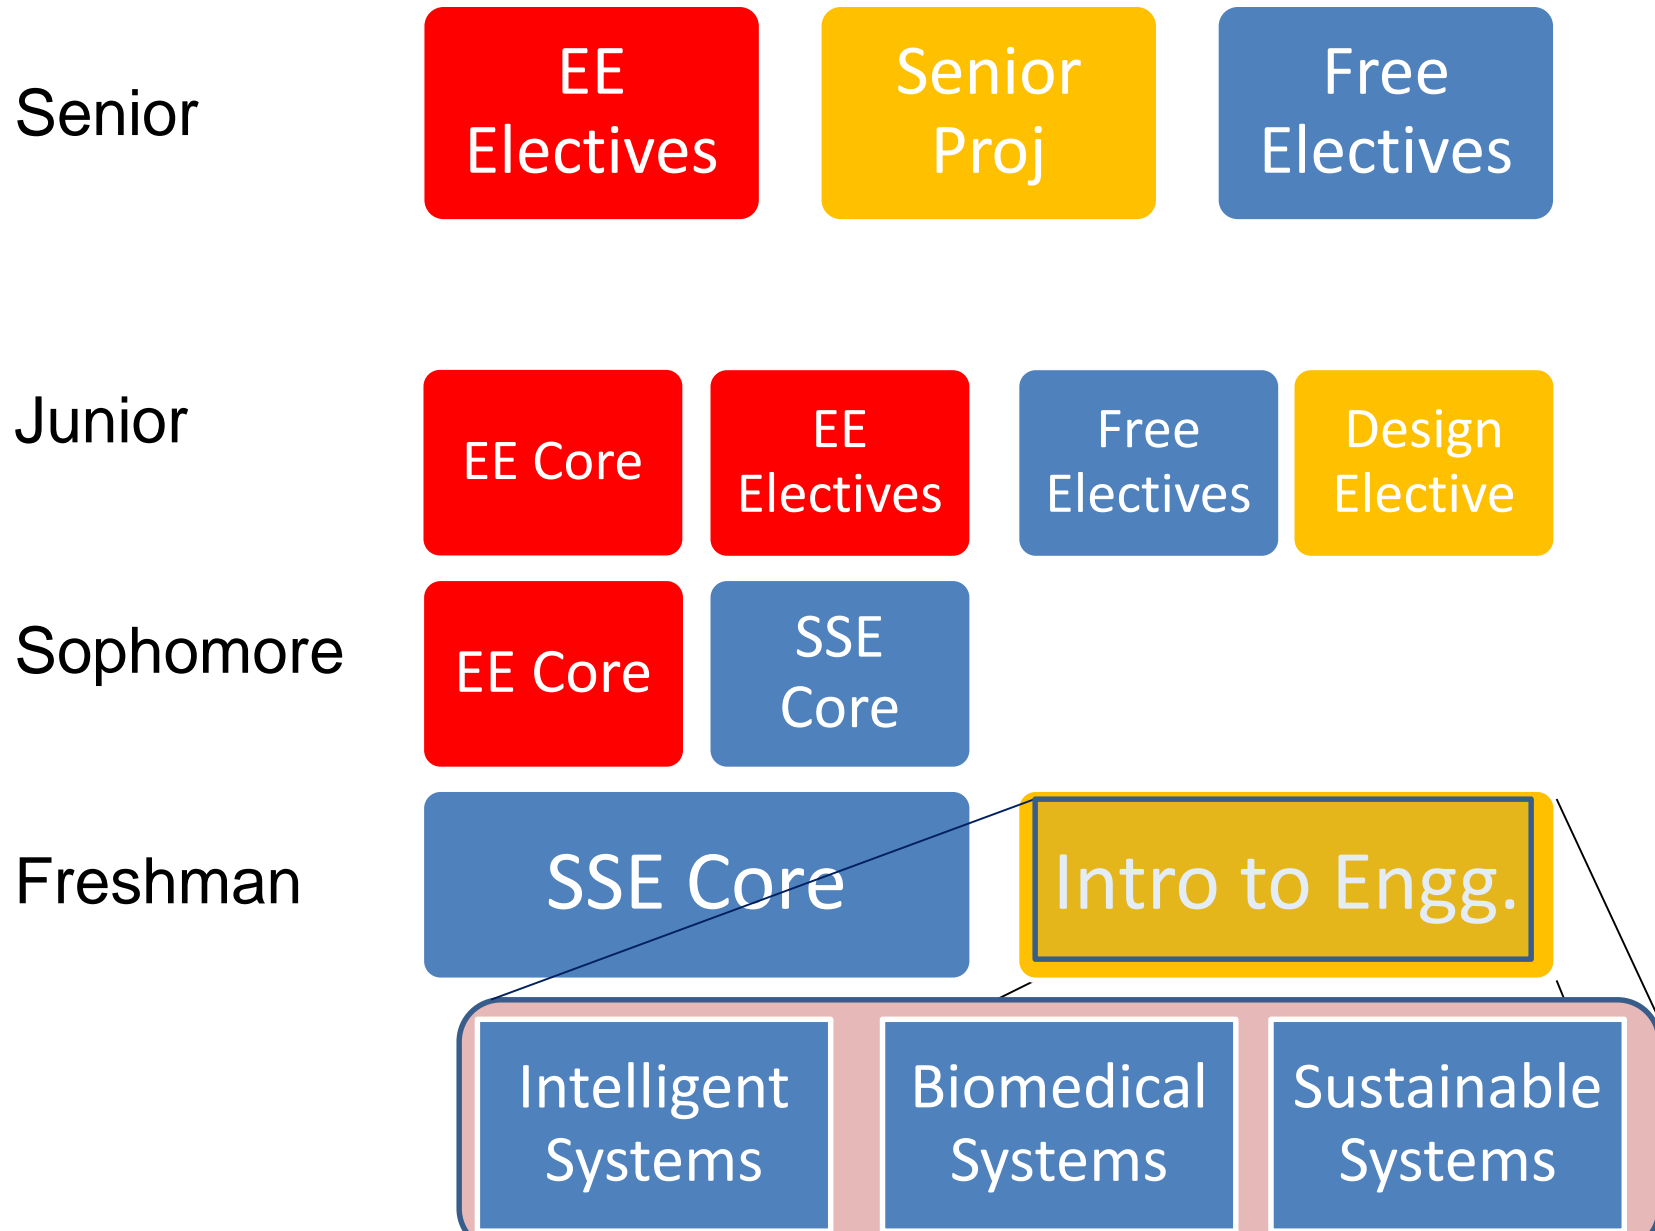 Senior
EE
Electives
Senior
Proj
Free
Electives
Junior
EE Core
EE
Electives
Free
Electives
Design
Elective
Sophomore
EE Core
SSE
Core
Freshman
SSE Core
Intro to Engg.
Intelligent
Systems
Biomedical
Systems
Sustainable
Systems